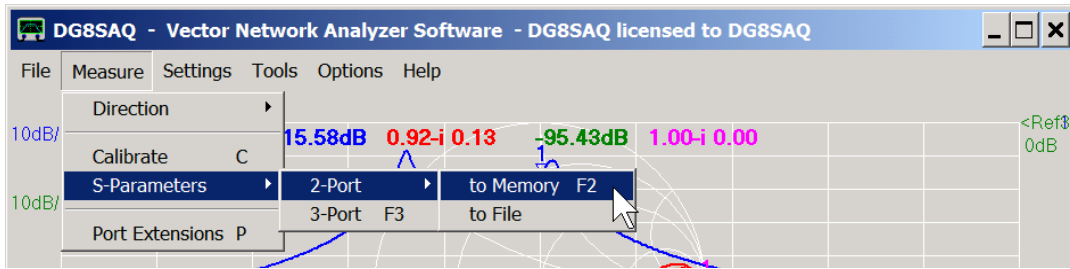 DG8SAQ - Vector Network Analyzer Software - DG8SAQ licensed to DG8SAQ
File Measure Settings Tools Options Help
Direction
10dB/ 15.58dB 0.92-i 0.13 -95.43dB 1.00-i 0.00 <Ref3
0dB
Calibrate C
1
S-Parameters 2-Port to Memory F2
10dB/ 3-Port F3 to File
Port Extensions P